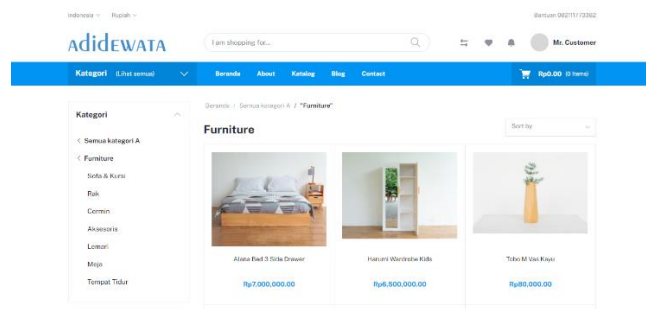 Indonesia Rupiah Bantuan
ADIDEWATA
I am shopping for...
Mr. Customer
Kategori (Lihat semua) Beranda About Katalog Blog Contact Rp0.00 (0 Items)
Kategori
Beranda / Semua kategori A / "Furniture"
Furniture
Sort by
< Semua kategori A
< Furniture
Sofa & Kursi
Rak
Cermin
Aksesoris
Lemari
Meja
Tempat Tidur
Bed 3 Side Drawer
Harumi Wardrobe Kids
Tobo M Vas Kayu
Rp7,000,000.00
Rp6,500,000.00
Rp80,000.00